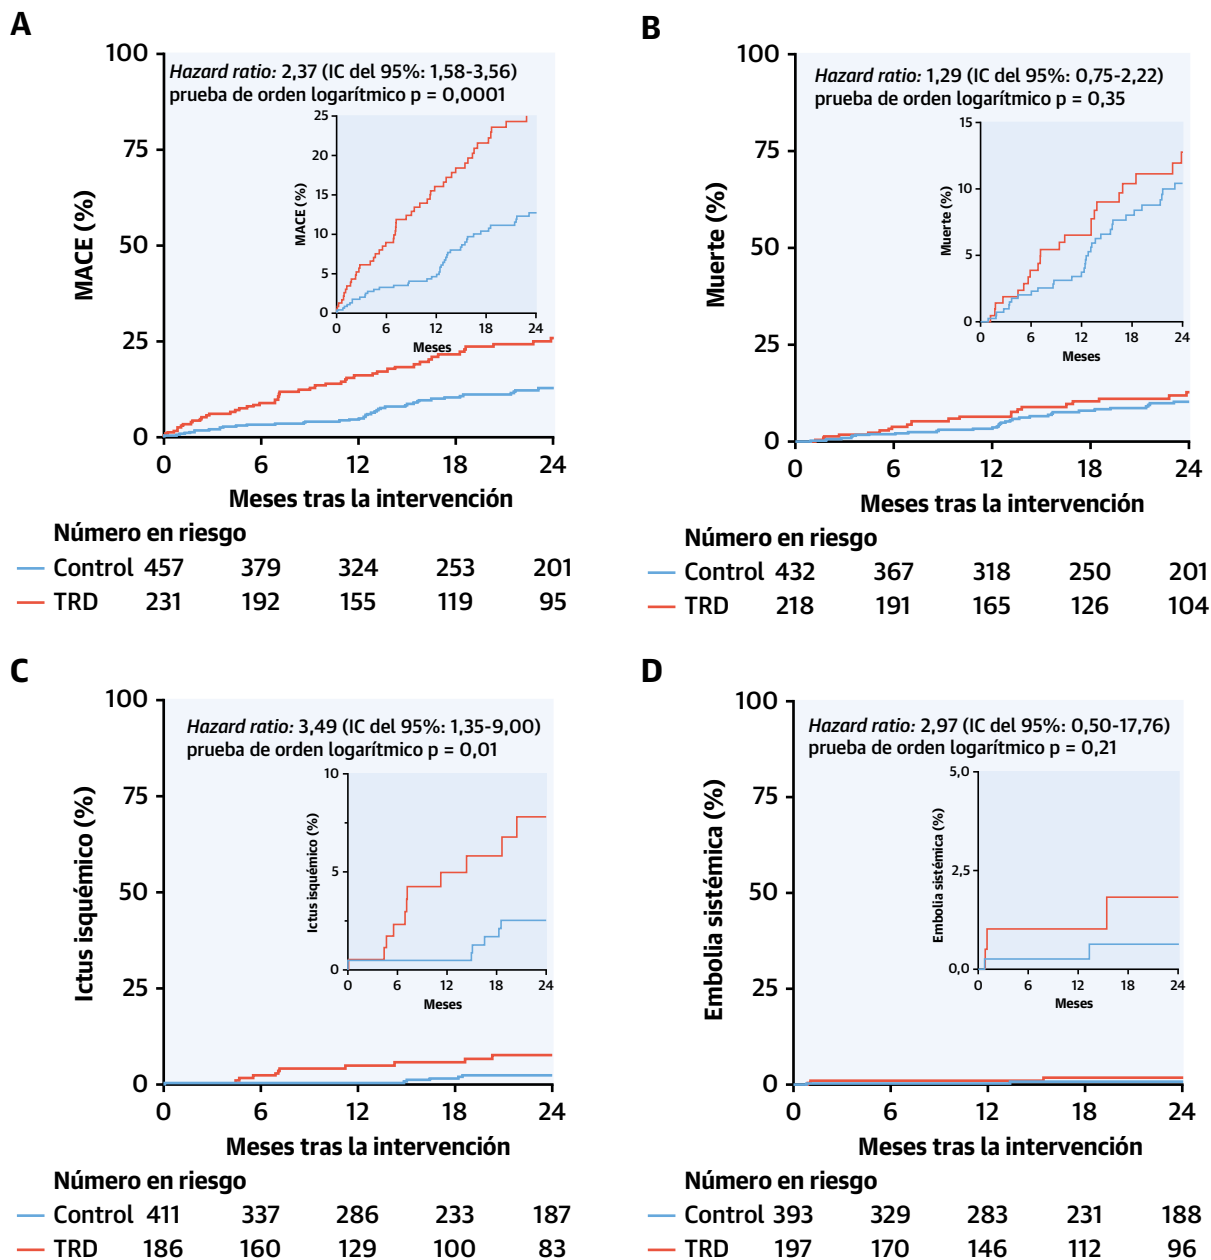 A
100
75
50
25
0
MACE (%)
Hazard ratio: 2,37 (IC del 95%: 1,58-3,56)
prueba de orden logarítmico p = 0,0001
25
20
15
10
5
0
MACE (%)
0 6 12 18 24
Meses
0 6 12 18 24
Meses tras la intervención
Número en riesgo
Control 457 379 324 253 201
TRD 231 192 155 119 95
B
100
75
50
25
0
Muerte (%)
Hazard ratio: 1,29 (IC del 95%: 0,75-2,22)
prueba de orden logarítmico p = 0,35
15
10
5
0
Muerte (%)
0 6 12 18 24
Meses
0 6 12 18 24
Meses tras la intervención
Número en riesgo
Control 432 367 318 250 201
TRD 218 191 165 126 104
C
100
75
50
25
0
Ictus isquémico (%)
Hazard ratio: 3,49 (IC del 95%: 1,35-9,00)
prueba de orden logarítmico p = 0,01
10
5
0
Ictus isquémico (%)
0 6 12 18 24
Meses
0 6 12 18 24
Meses tras la intervención
Número en riesgo
Control 411 337 286 233 187
TRD 186 160 129 100 83
D
100
75
50
25
0
Embolia sistémica (%)
Hazard ratio: 2,97 (IC del 95%: 0,50-17,76)
prueba de orden logarítmico p = 0,21
5,0
2,5
0,0
Embolia sistémica (%)
0 6 12 18 24
Meses
0 6 12 18 24
Meses tras la intervención
Número en riesgo
Control 393 329 283 231 188
TRD 197 170 146 112 96